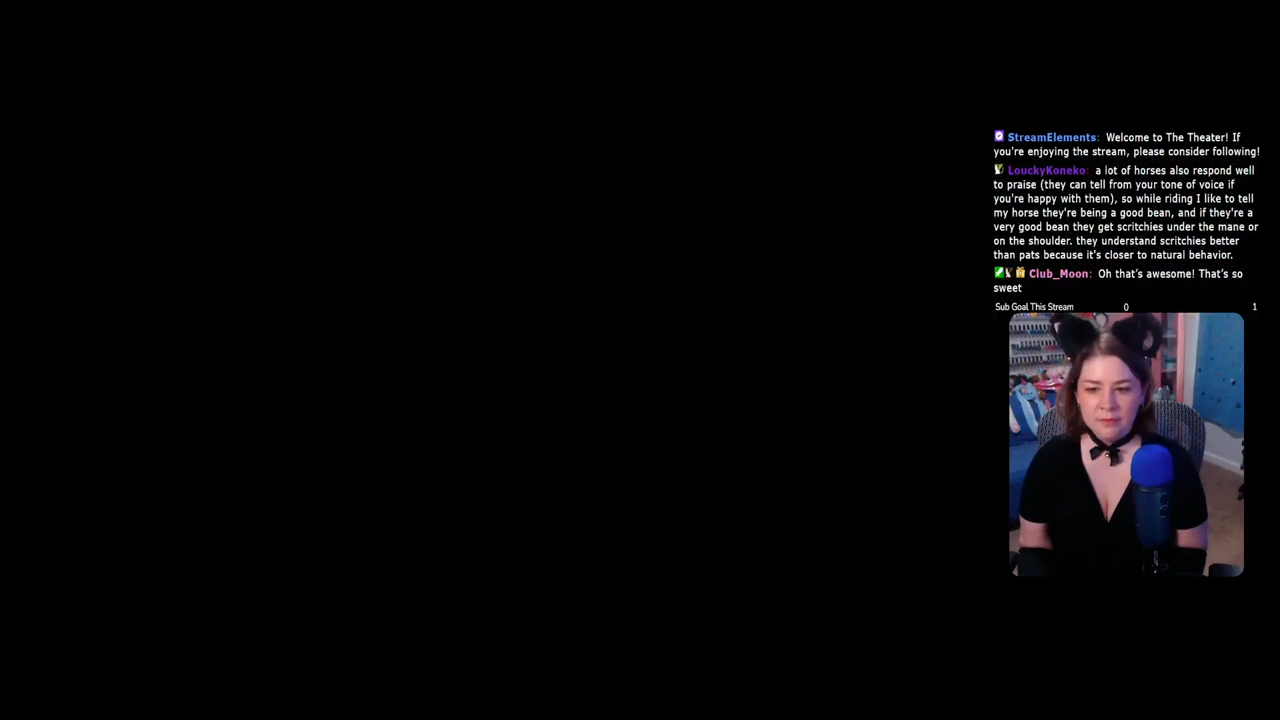 StreamElements: Welcome to The Theater! If
you're enjoying the stream, please consider following!
LouckyKoneko: a lot of horses also respond well
to praise (they can tell from your tone of voice if
you're happy with them), so while riding I like to tell
my horse they're being a good bean, and if they're a
very good bean they get scritchies under the mane or
on the shoulder. they understand scritchies better
than pats because it's closer to natural behavior.
Club_Moon: Oh that’s awesome! That’s so
sweet
Sub Goal This Stream 0 1